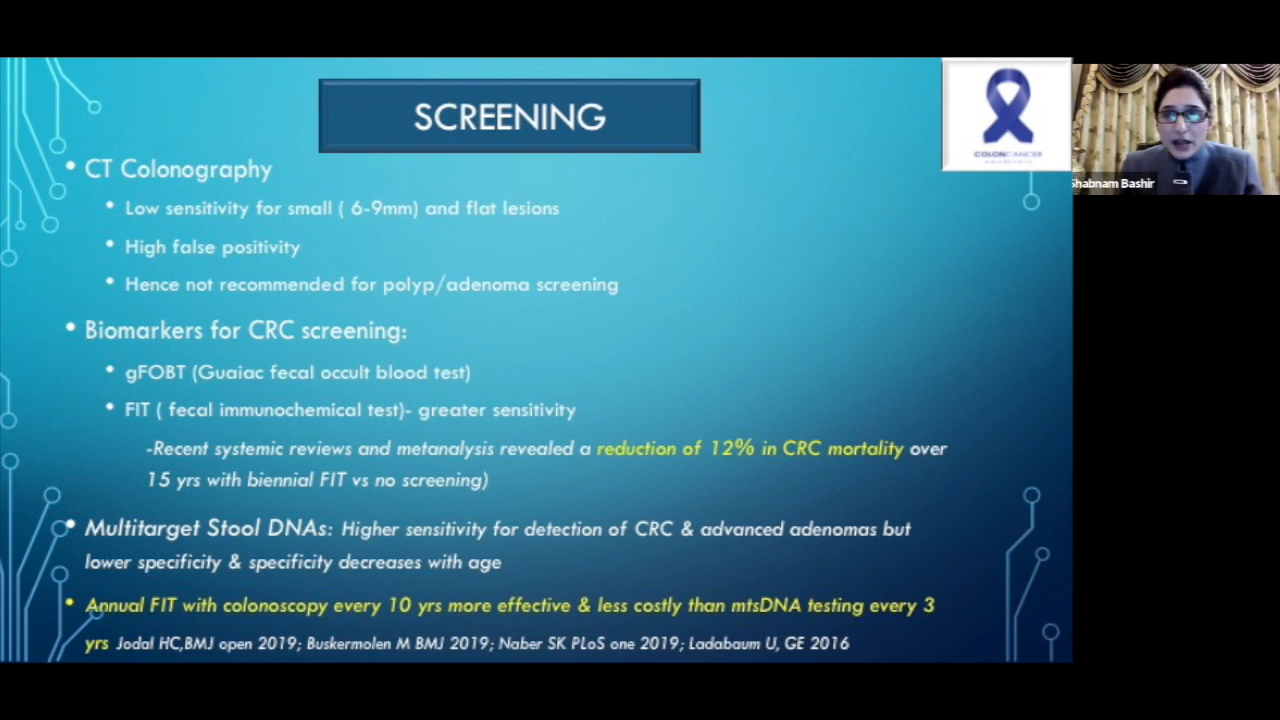 SCREENING
COLONCANCER
AWARENESS
Shabnam Bashir
• CT Colonography
• Low sensitivity for small ( 6-9mm) and flat lesions
• High false positivity
• Hence not recommended for polyp/adenoma screening
• Biomarkers for CRC screening:
• gFOBT (Guaiac fecal occult blood test)
• FIT ( fecal immunochemical test)- greater sensitivity
-Recent systemic reviews and metanalysis revealed a reduction of 12% in CRC mortality over
15 yrs with biennial FIT vs no screening)
• Multitarget Stool DNAs: Higher sensitivity for detection of CRC & advanced adenomas but
lower specificity & specificity decreases with age
• Annual FIT with colonoscopy every 10 yrs more effective & less costly than mtsDNA testing every 3
yrs Jodal HC,BMJ open 2019; Buskermolen M BMJ 2019; Naber SK PLoS one 2019; Ladabaum U, GE 2016